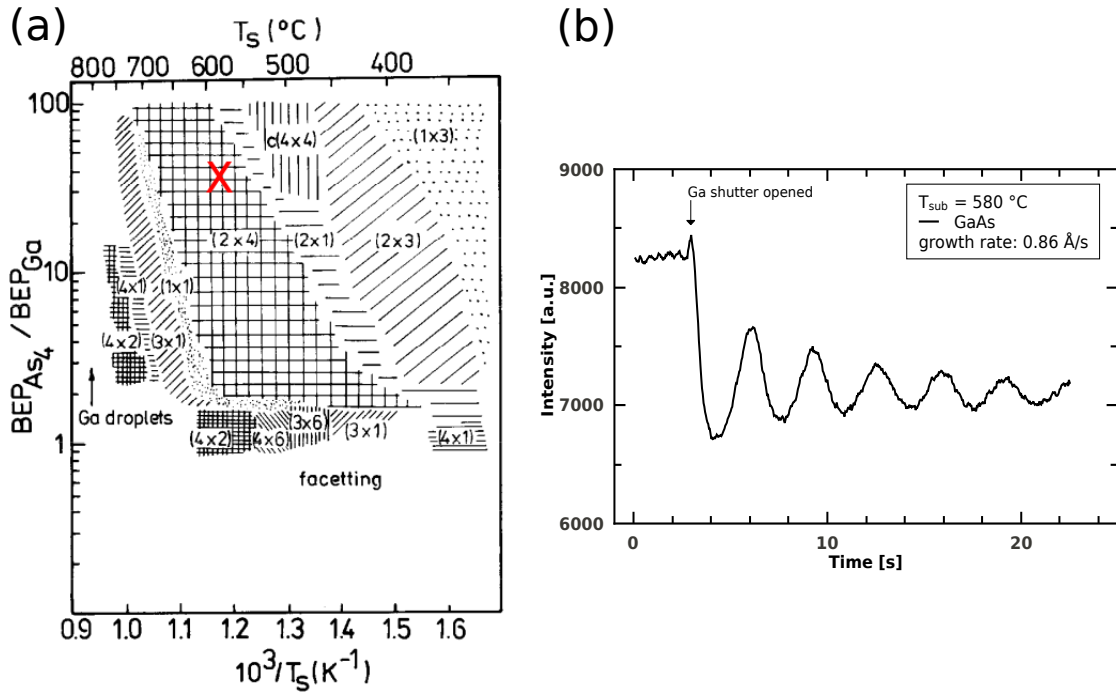 (a)
T_S (°C)
800 700 600 500 400
BEP_As₄ / BEP_Ga
100
10
1
c(4×4)
(1×3)
(2×4) (2×1) (2×3)
(4×1) (1×1)
(4×2) (3×1)
Ga droplets
(4×2) (4×6) (3×6) (3×1) (4×1)
facetting
0.9 1.0 1.1 1.2 1.3 1.4 1.5 1.6
10³/T_S (K⁻¹)
(b)
9000
8000
7000
6000
Intensity [a.u.]
Ga shutter opened
T_sub = 580 °C
GaAs
growth rate: 0.86 Å/s
0 10 20
Time [s]